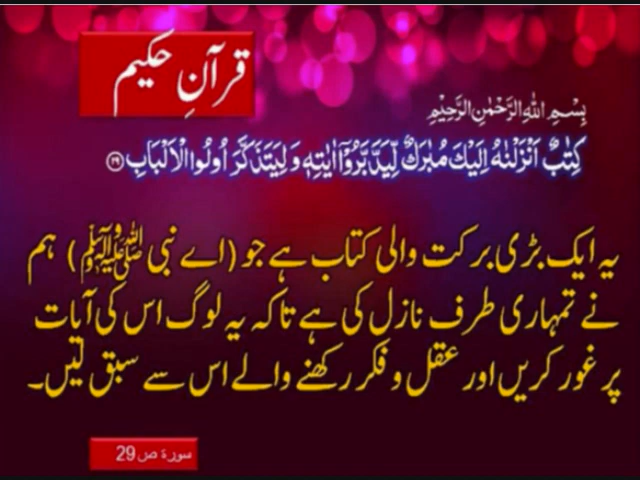 قرآنِ حکیم
بِسْمِ اللّٰهِ الرَّحْمٰنِ الرَّحِیْمِ
كِتٰبٌ اَنْزَلْنٰهُ اِلَیْكَ مُبٰرَكٌ لِّیَدَّبَّرُوْۤا اٰیٰتِهٖ وَ لِیَتَذَكَّرَ اُولُوا الْاَلْبَابِ ﴿۲۹﴾
یہ ایک بڑی برکت والی کتاب ہے جو (اے نبی ﷺ) ہم
نے تمہاری طرف نازل کی ہے تاکہ یہ لوگ اس کی آیات
پر غور کریں اور عقل و فکر رکھنے والے اس سے سبق لیں۔
سورۃ ص 29